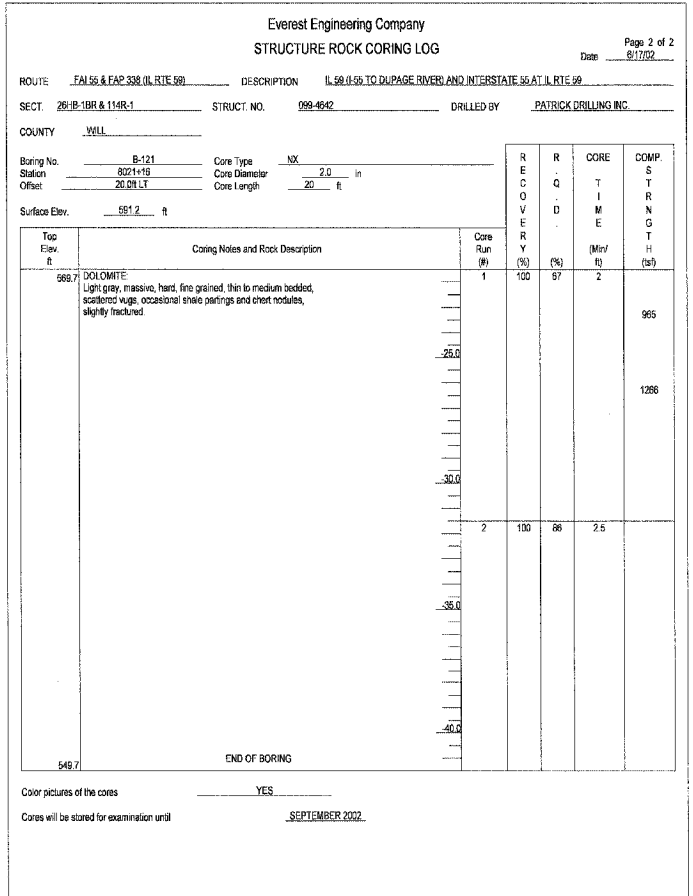 Everest Engineering Company
STRUCTURE ROCK CORING LOG
Page 2 of 2
Date 6/17/02
ROUTE FAI 55 & FAP 338 (IL RTE 59) DESCRIPTION IL 59 (I-55 TO DUPAGE RIVER) AND INTERSTATE 55 AT IL RTE 59
SECT. 26HB-1BR & 114R-1 STRUCT. NO. 099-4642 DRILLED BY PATRICK DRILLING INC.
COUNTY WILL
Boring No. B-121 Core Type NX
Station 8021+16 Core Diameter 2.0 in
Offset 20.0ft LT Core Length 20 ft
Surface Elev. 591.2 ft
Top Elev. ft
Coring Notes and Rock Description
Core Run (#)
RECOVERY (%)
R.Q.D. (%)
CORE TIME (Min/ft)
COMP. STRNGTH (tsf)
569.7 DOLOMITE: 1 100 97 2
Light gray, massive, hard, fine grained, thin to medium bedded,
scattered vugs, occasional shale partings and chert nodules,
slightly fractured.
965
-25.0
1266
-30.0
2 100 86 2.5
-35.0
-40.0
END OF BORING
549.7
Color pictures of the cores YES
Cores will be stored for examination until SEPTEMBER 2002